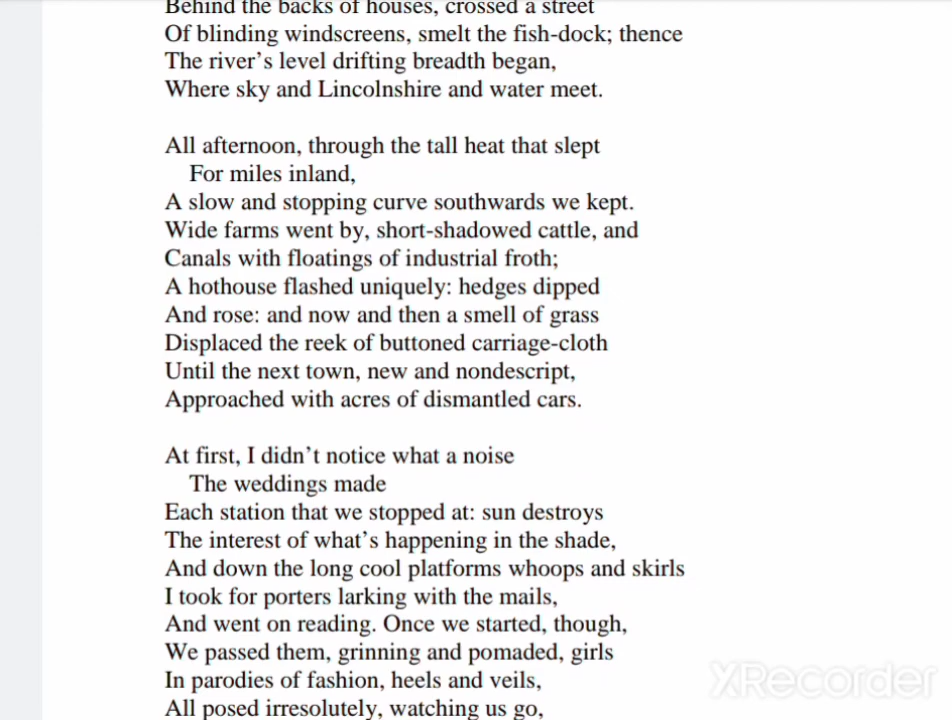 Behind the backs of houses, crossed a street
Of blinding windscreens, smelt the fish-dock; thence
The river’s level drifting breadth began,
Where sky and Lincolnshire and water meet.

All afternoon, through the tall heat that slept
For miles inland,
A slow and stopping curve southwards we kept.
Wide farms went by, short-shadowed cattle, and
Canals with floatings of industrial froth;
A hothouse flashed uniquely: hedges dipped
And rose: and now and then a smell of grass
Displaced the reek of buttoned carriage-cloth
Until the next town, new and nondescript,
Approached with acres of dismantled cars.

At first, I didn’t notice what a noise
The weddings made
Each station that we stopped at: sun destroys
The interest of what’s happening in the shade,
And down the long cool platforms whoops and skirls
I took for porters larking with the mails,
And went on reading. Once we started, though,
We passed them, grinning and pomaded, girls
In parodies of fashion, heels and veils,
All posed irresolutely, watching us go,
XRecorder